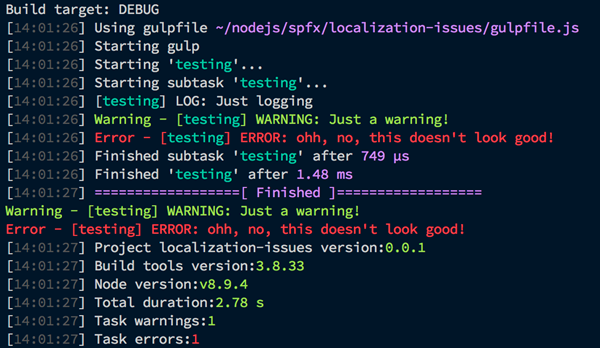 Build target: DEBUG
[14:01:26] Using gulpfile ~/nodejs/spfx/localization-issues/gulpfile.js
[14:01:26] Starting gulp
[14:01:26] Starting 'testing'...
[14:01:26] Starting subtask 'testing'...
[14:01:26] [testing] LOG: Just logging
[14:01:26] Warning - [testing] WARNING: Just a warning!
[14:01:26] Error - [testing] ERROR: ohh, no, this doesn't look good!
[14:01:26] Finished subtask 'testing' after 749 μs
[14:01:26] Finished 'testing' after 1.48 ms
[14:01:27] ==================[ Finished ]==================
Warning - [testing] WARNING: Just a warning!
Error - [testing] ERROR: ohh, no, this doesn't look good!
[14:01:27] Project localization-issues version:0.0.1
[14:01:27] Build tools version:3.8.33
[14:01:27] Node version:v8.9.4
[14:01:27] Total duration:2.78 s
[14:01:27] Task warnings:1
[14:01:27] Task errors:1